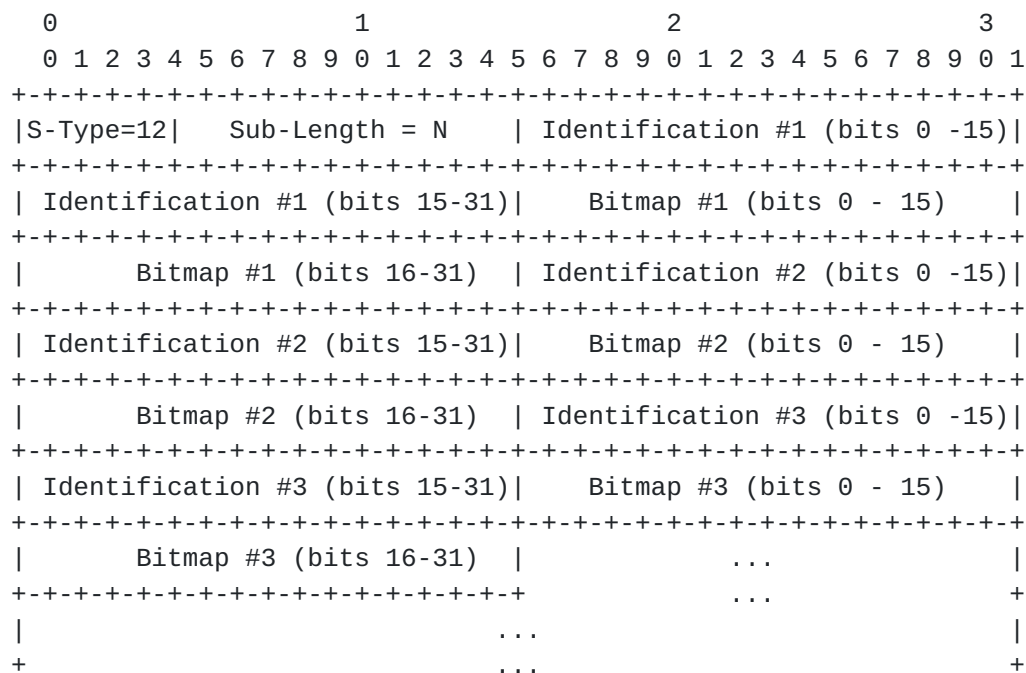 0                   1                   2                   3
0 1 2 3 4 5 6 7 8 9 0 1 2 3 4 5 6 7 8 9 0 1 2 3 4 5 6 7 8 9 0 1
+-+-+-+-+-+-+-+-+-+-+-+-+-+-+-+-+-+-+-+-+-+-+-+-+-+-+-+-+-+-+-+-+
|S-Type=12|   Sub-Length = N    | Identification #1 (bits 0 -15)|
+-+-+-+-+-+-+-+-+-+-+-+-+-+-+-+-+-+-+-+-+-+-+-+-+-+-+-+-+-+-+-+-+
| Identification #1 (bits 15-31)|    Bitmap #1 (bits 0 - 15)    |
+-+-+-+-+-+-+-+-+-+-+-+-+-+-+-+-+-+-+-+-+-+-+-+-+-+-+-+-+-+-+-+-+
|       Bitmap #1 (bits 16-31)  | Identification #2 (bits 0 -15)|
+-+-+-+-+-+-+-+-+-+-+-+-+-+-+-+-+-+-+-+-+-+-+-+-+-+-+-+-+-+-+-+-+
| Identification #2 (bits 15-31)|    Bitmap #2 (bits 0 - 15)    |
+-+-+-+-+-+-+-+-+-+-+-+-+-+-+-+-+-+-+-+-+-+-+-+-+-+-+-+-+-+-+-+-+
|       Bitmap #2 (bits 16-31)  | Identification #3 (bits 0 -15)|
+-+-+-+-+-+-+-+-+-+-+-+-+-+-+-+-+-+-+-+-+-+-+-+-+-+-+-+-+-+-+-+-+
| Identification #3 (bits 15-31)|    Bitmap #3 (bits 0 - 15)    |
+-+-+-+-+-+-+-+-+-+-+-+-+-+-+-+-+-+-+-+-+-+-+-+-+-+-+-+-+-+-+-+-+
|       Bitmap #3 (bits 16-31)  |             ...               |
+-+-+-+-+-+-+-+-+-+-+-+-+-+-+-+-+             ...               +
|                              ...                              |
+                              ...                              +